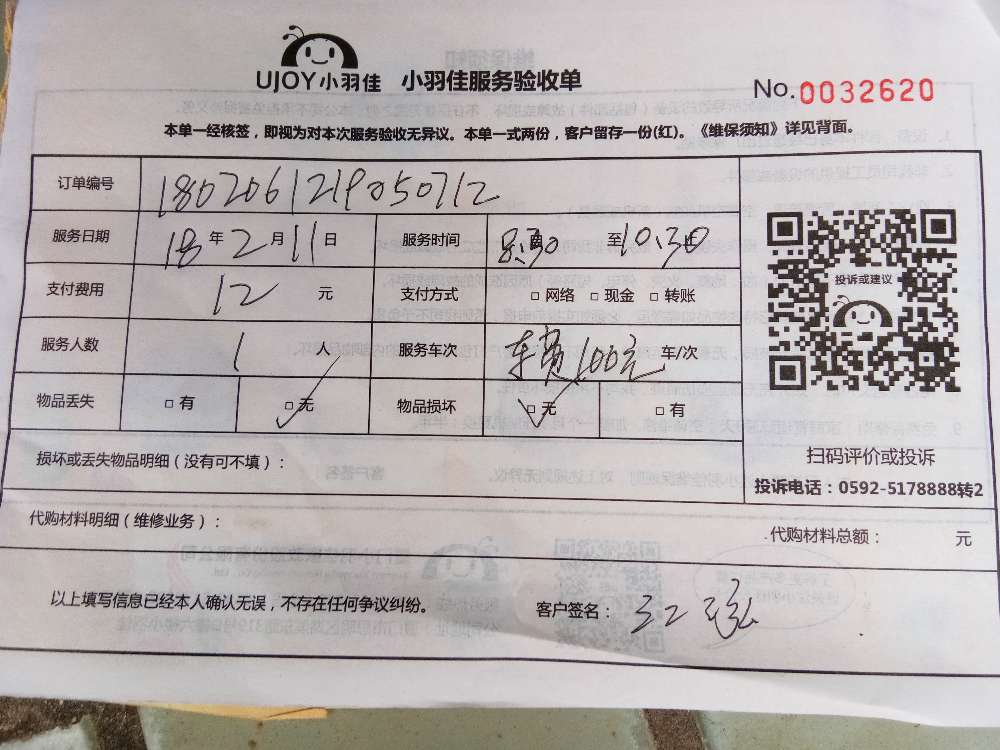 UJOY小羽佳 小羽佳服务验收单
No.0032620
本单一经核签，即视为对本次服务验收无异议。本单一式两份，客户留存一份(红)。《维保须知》详见背面。
订单编号 1802061219050712
服务日期 18 年 2 月 11 日 服务时间 8:30 至 10:30
支付费用 12 元 支付方式 □ 网络 □ 现金 □ 转账
服务人数 1 人 服务车次 车费100元 车/次
物品丢失 □ 有 □ 无 物品损坏 □ 无 □ 有
投诉或建议
扫码评价或投诉
投诉电话：0592-5178888转2
损坏或丢失物品明细（没有可不填）：
代购材料明细（维修业务）：
代购材料总额： 元
以上填写信息已经本人确认无误，不存在任何争议纠纷。 客户签名：